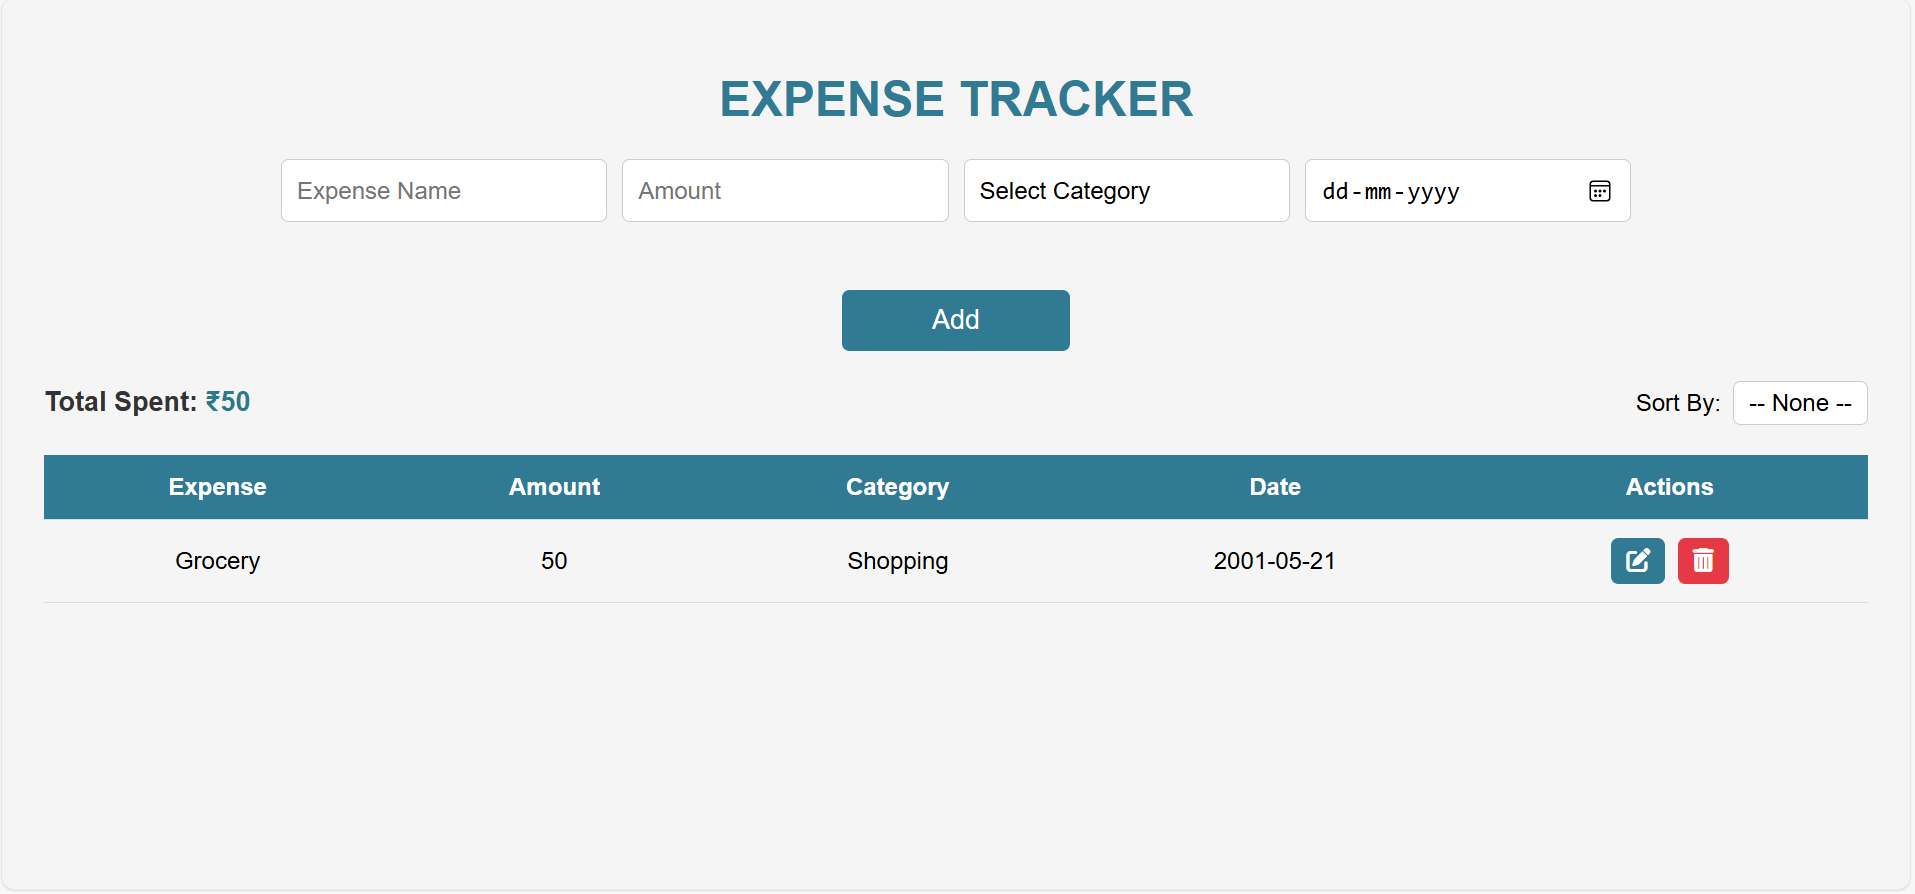 EXPENSE TRACKER
Expense Name Amount Select Category dd-mm-yyyy
Add
Total Spent: ₹50 Sort By: -- None --
Expense Amount Category Date Actions
Grocery 50 Shopping 2001-05-21